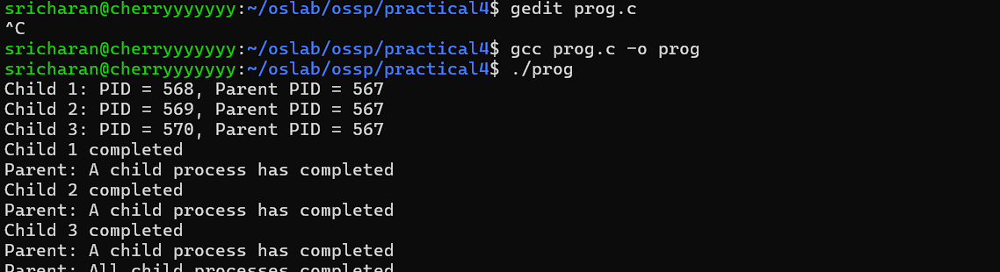 sricharan@cherryyyyyyy:~/oslab/ossp/practical4$ gedit prog.c
^C
sricharan@cherryyyyyyy:~/oslab/ossp/practical4$ gcc prog.c -o prog
sricharan@cherryyyyyyy:~/oslab/ossp/practical4$ ./prog
Child 1: PID = 568, Parent PID = 567
Child 2: PID = 569, Parent PID = 567
Child 3: PID = 570, Parent PID = 567
Child 1 completed
Parent: A child process has completed
Child 2 completed
Parent: A child process has completed
Child 3 completed
Parent: A child process has completed
Parent: All child processes completed